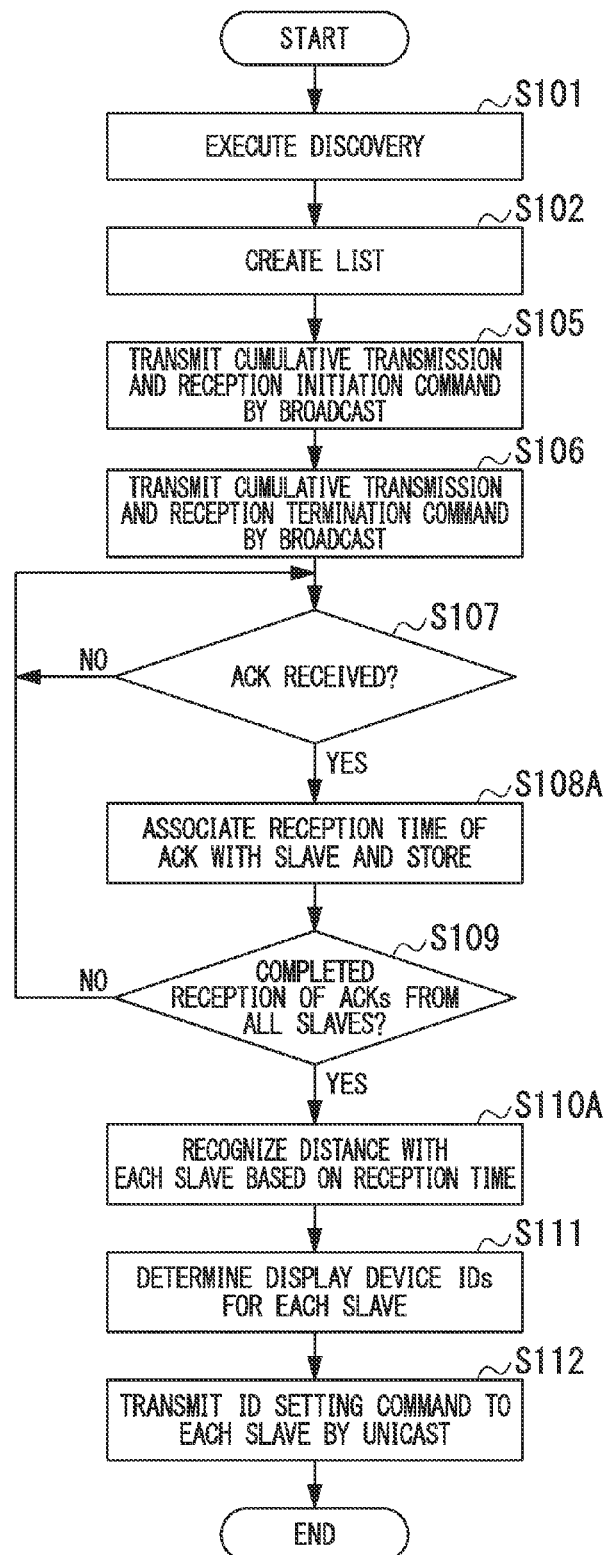 START
S101
EXECUTE DISCOVERY
S102
CREATE LIST
S105
TRANSMIT CUMULATIVE TRANSMISSION
AND RECEPTION INITIATION COMMAND
BY BROADCAST
S106
TRANSMIT CUMULATIVE TRANSMISSION
AND RECEPTION TERMINATION COMMAND
BY BROADCAST
S107
NO
ACK RECEIVED?
YES
S108A
ASSOCIATE RECEPTION TIME OF
ACK WITH SLAVE AND STORE
S109
NO
COMPLETED
RECEPTION OF ACKs FROM
ALL SLAVES?
YES
S110A
RECOGNIZE DISTANCE WITH
EACH SLAVE BASED ON RECEPTION TIME
S111
DETERMINE DISPLAY DEVICE IDs
FOR EACH SLAVE
S112
TRANSMIT ID SETTING COMMAND TO
EACH SLAVE BY UNICAST
END